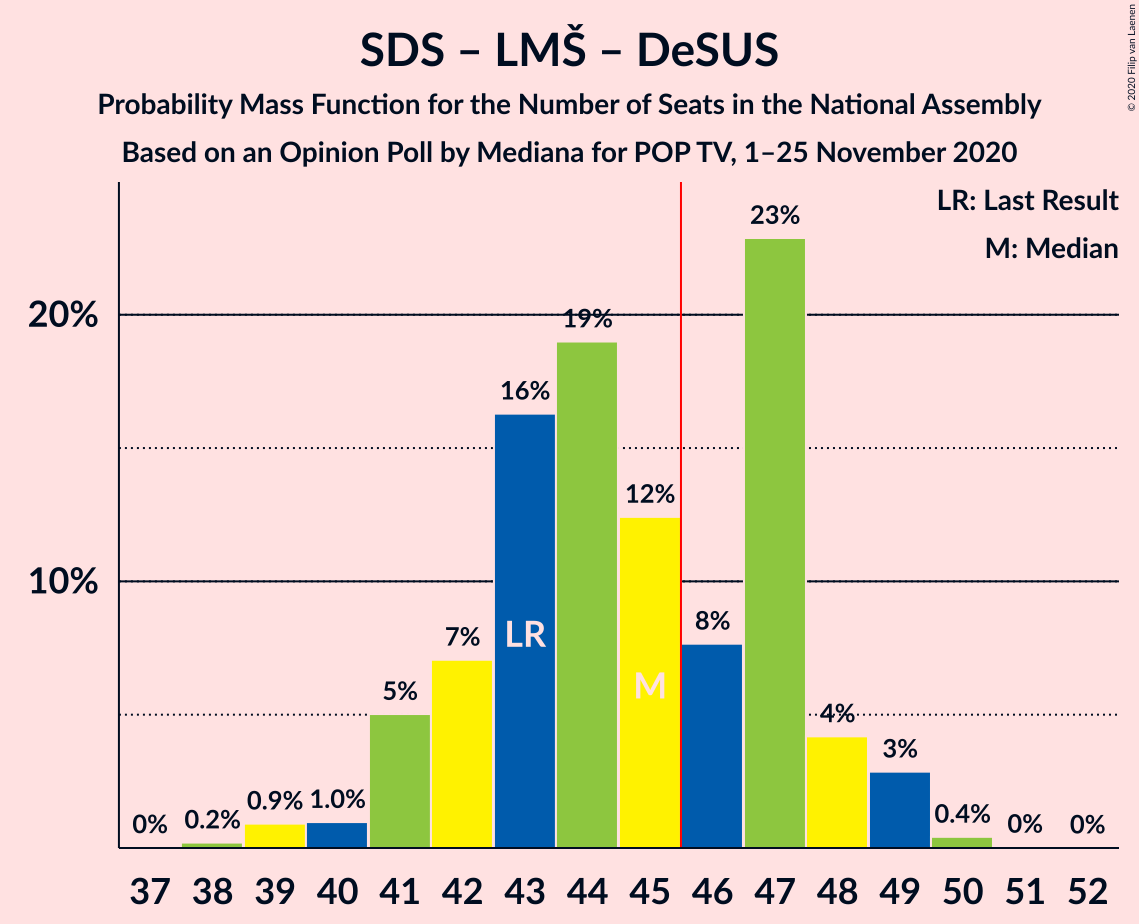 SDS – LMŠ – DeSUS
Probability Mass Function for the Number of Seats in the National Assembly
Based on an Opinion Poll by Mediana for POP TV, 1–25 November 2020
© 2020 Filip van Laenen
LR: Last Result
M: Median
20%
10%
0%
0.2%
0.9%
1.0%
5%
7%
16%
19%
12%
8%
23%
4%
3%
0.4%
0%
0%
LR
M
37 38 39 40 41 42 43 44 45 46 47 48 49 50 51 52